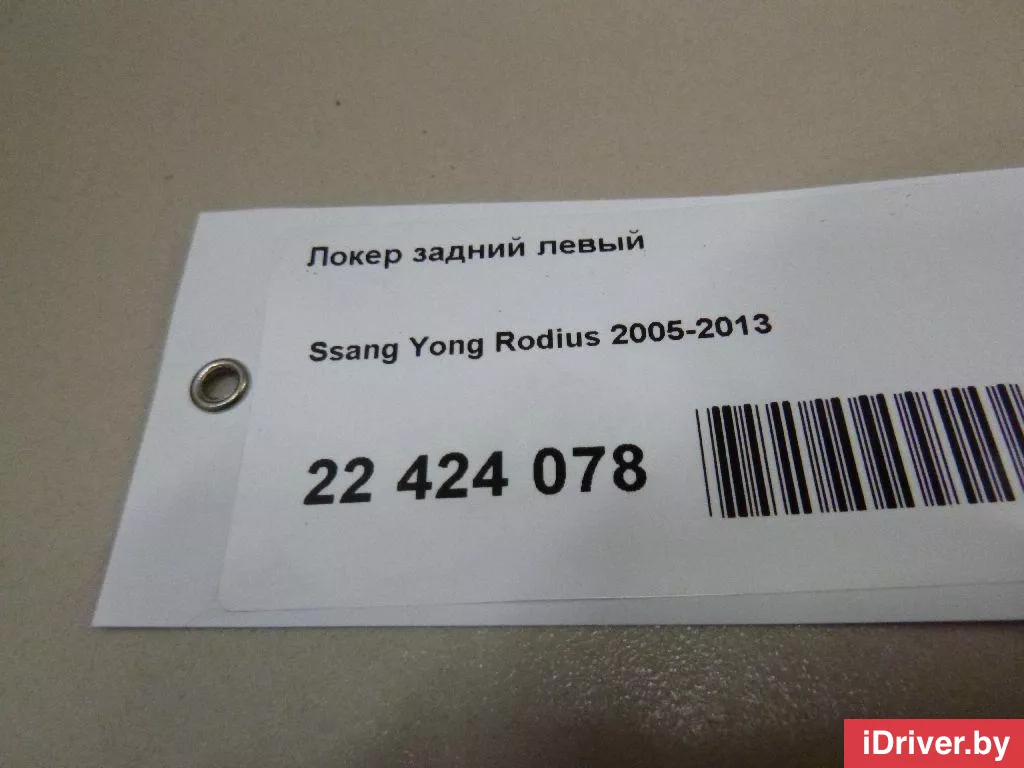 Локер задний левый
Ssang Yong Rodius 2005-2013
22 424 078
iDriver.by